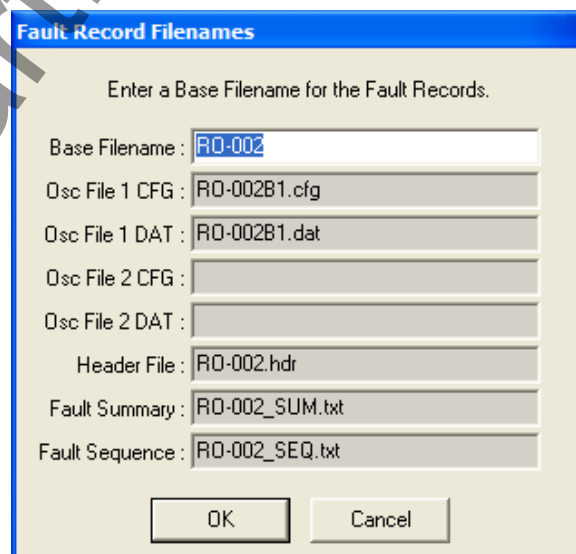 Fault Record Filenames
Enter a Base Filename for the Fault Records.
Base Filename : RO-002
Osc File 1 CFG : RO-002B1.cfg
Osc File 1 DAT : RO-002B1.dat
Osc File 2 CFG :
Osc File 2 DAT :
Header File : RO-002.hdr
Fault Summary : RO-002_SUM.txt
Fault Sequence : RO-002_SEQ.txt
OK Cancel